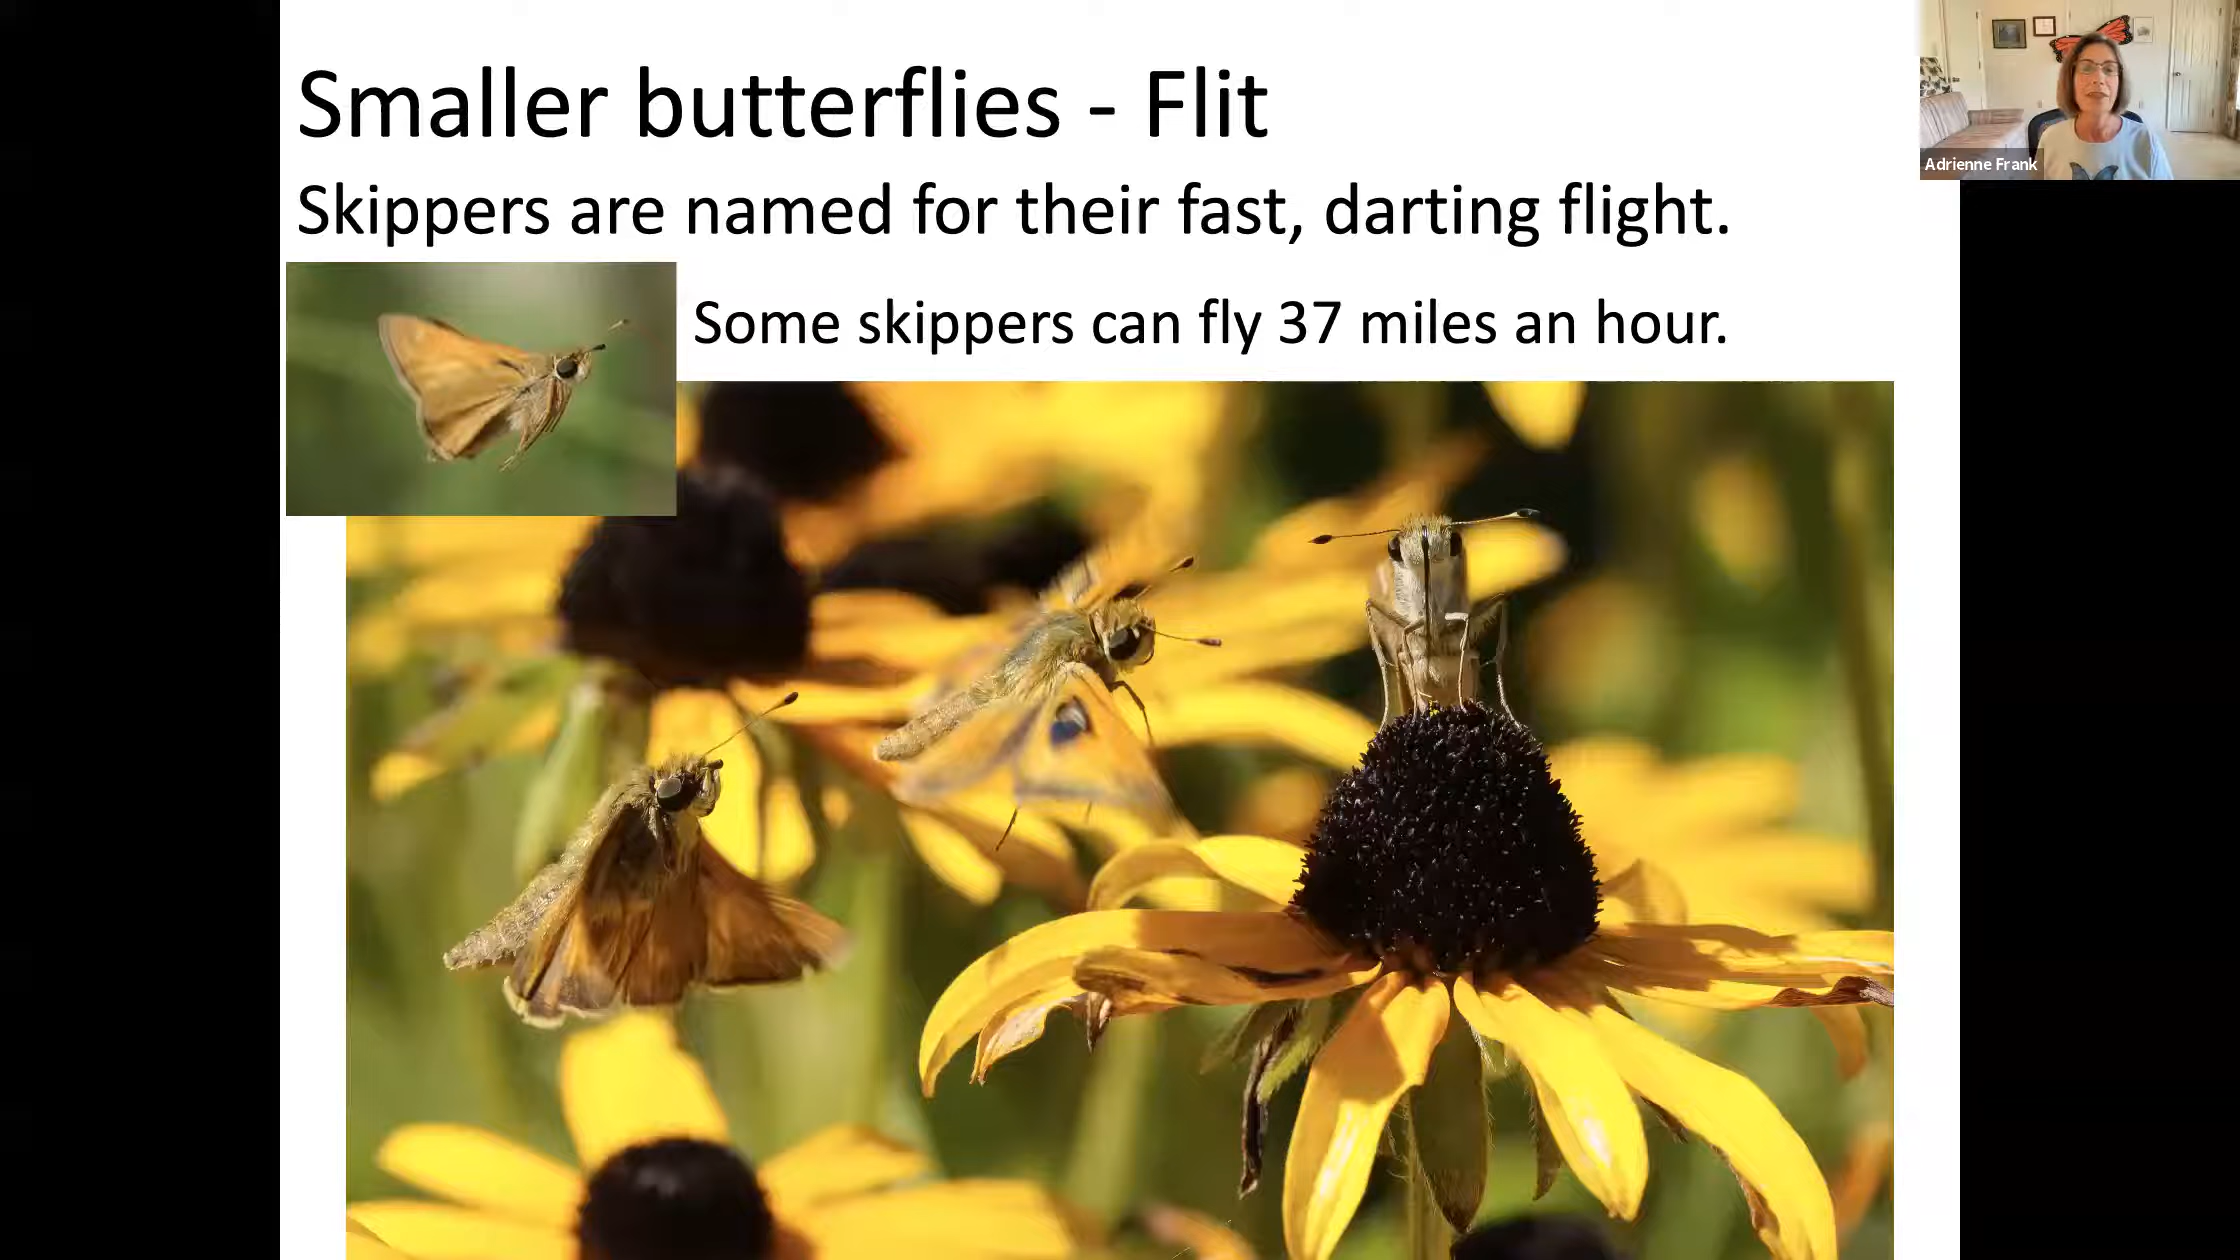 Smaller butterflies - Flit
Adrienne Frank
Skippers are named for their fast, darting flight.
Some skippers can fly 37 miles an hour.